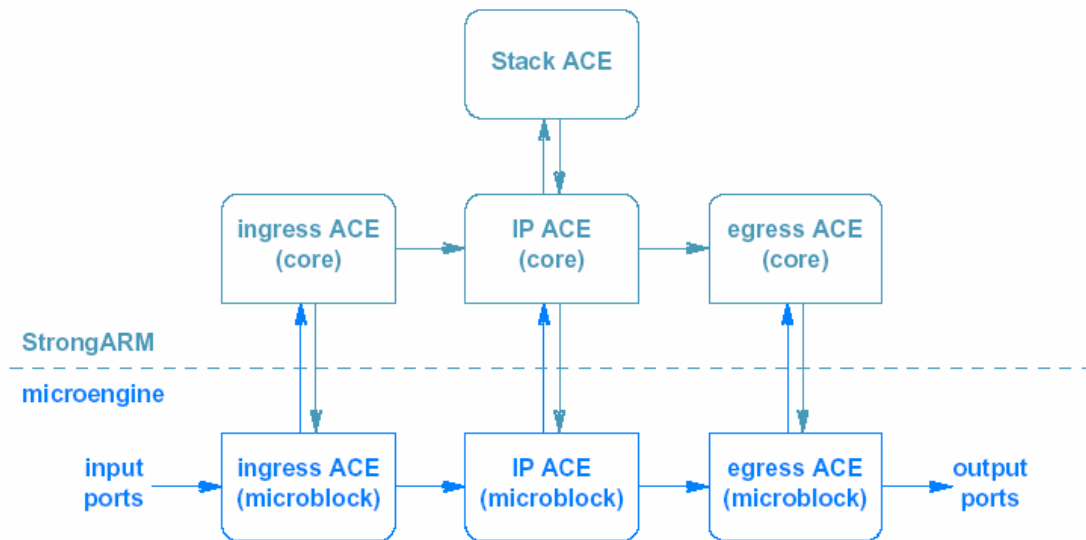 Stack ACE
ingress ACE
(core)
IP ACE
(core)
egress ACE
(core)
StrongARM
microengine
input
ports
ingress ACE
(microblock)
IP ACE
(microblock)
egress ACE
(microblock)
output
ports